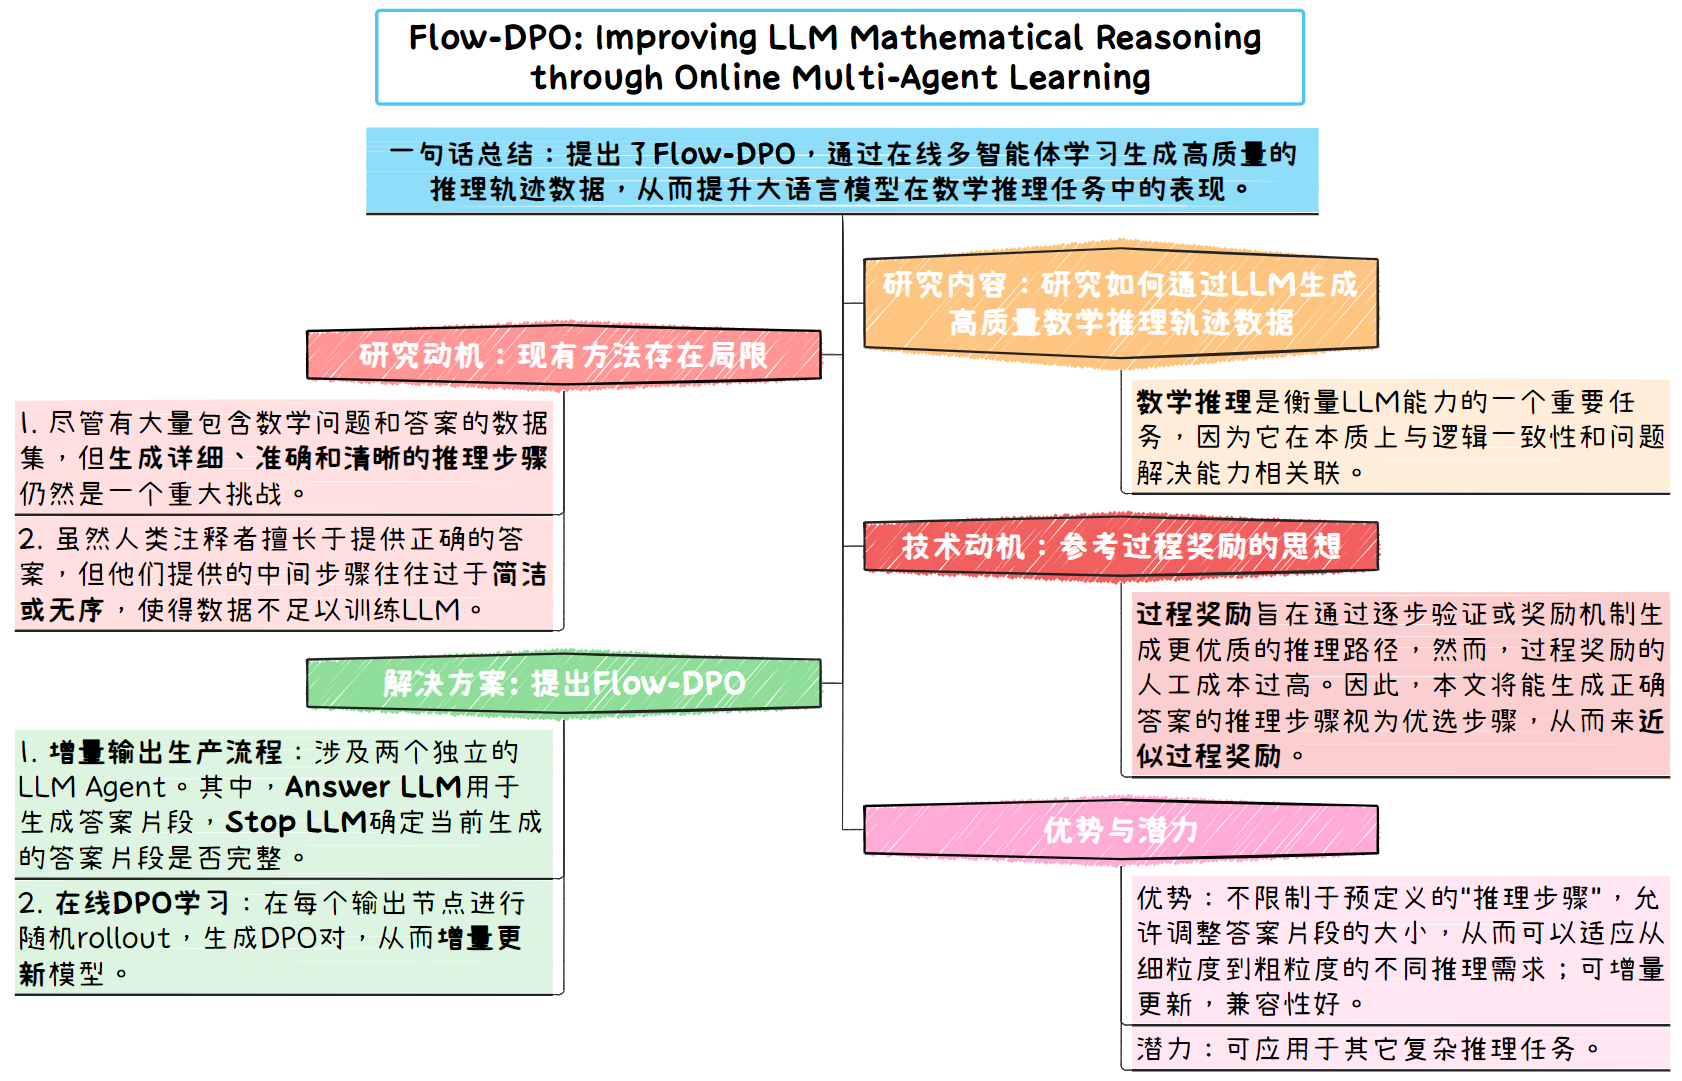 Flow-DPO: Improving LLM Mathematical Reasoning
through Online Multi-Agent Learning
一句话总结：提出了Flow-DPO，通过在线多智能体学习生成高质量的
推理轨迹数据，从而提升大语言模型在数学推理任务中的表现。
研究动机：现有方法存在局限
1. 尽管有大量包含数学问题和答案的数据
集，但生成详细、准确和清晰的推理步骤
仍然是一个重大挑战。
2. 虽然人类注释者擅长于提供正确的答
案，但他们提供的中间步骤往往过于简洁
或无序，使得数据不足以训练LLM。
解决方案: 提出Flow-DPO
1. 增量输出生产流程：涉及两个独立的
LLM Agent。其中，Answer LLM用于
生成答案片段，Stop LLM确定当前生成
的答案片段是否完整。
2. 在线DPO学习：在每个输出节点进行
随机rollout，生成DPO对，从而增量更
新模型。
研究内容：研究如何通过LLM生成
高质量数学推理轨迹数据
数学推理是衡量LLM能力的一个重要任
务，因为它在本质上与逻辑一致性和问题
解决能力相关联。
技术动机：参考过程奖励的思想
过程奖励旨在通过逐步验证或奖励机制生
成更优质的推理路径，然而，过程奖励的
人工成本过高。因此，本文将能生成正确
答案的推理步骤视为优选步骤，从而来近
似过程奖励。
优势与潜力
优势：不限制于预定义的"推理步骤"，允
许调整答案片段的大小，从而可以适应从
细粒度到粗粒度的不同推理需求；可增量
更新，兼容性好。
潜力：可应用于其它复杂推理任务。